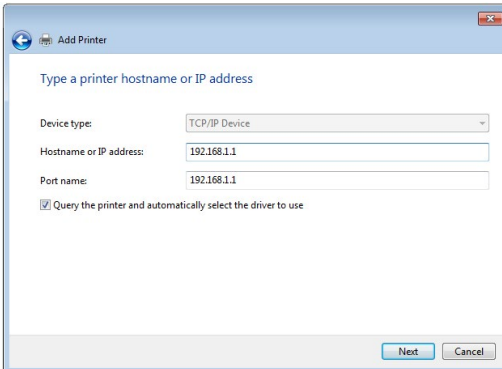 Add Printer
Type a printer hostname or IP address
Device type: TCP/IP Device
Hostname or IP address: 192.168.1.1
Port name: 192.168.1.1
Query the printer and automatically select the driver to use
Next Cancel